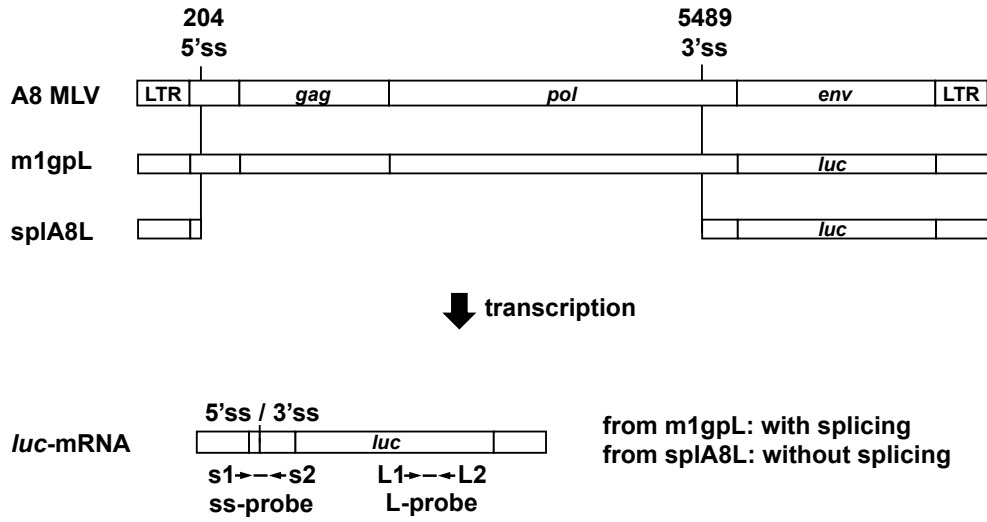 204 5489
5'ss 3'ss
A8 MLV LTR gag pol env LTR
m1gpL luc
splA8L luc
transcription
5'ss / 3'ss
luc-mRNA luc
from m1gpL: with splicing
from splA8L: without splicing
s1 s2 L1 L2
ss-probe L-probe